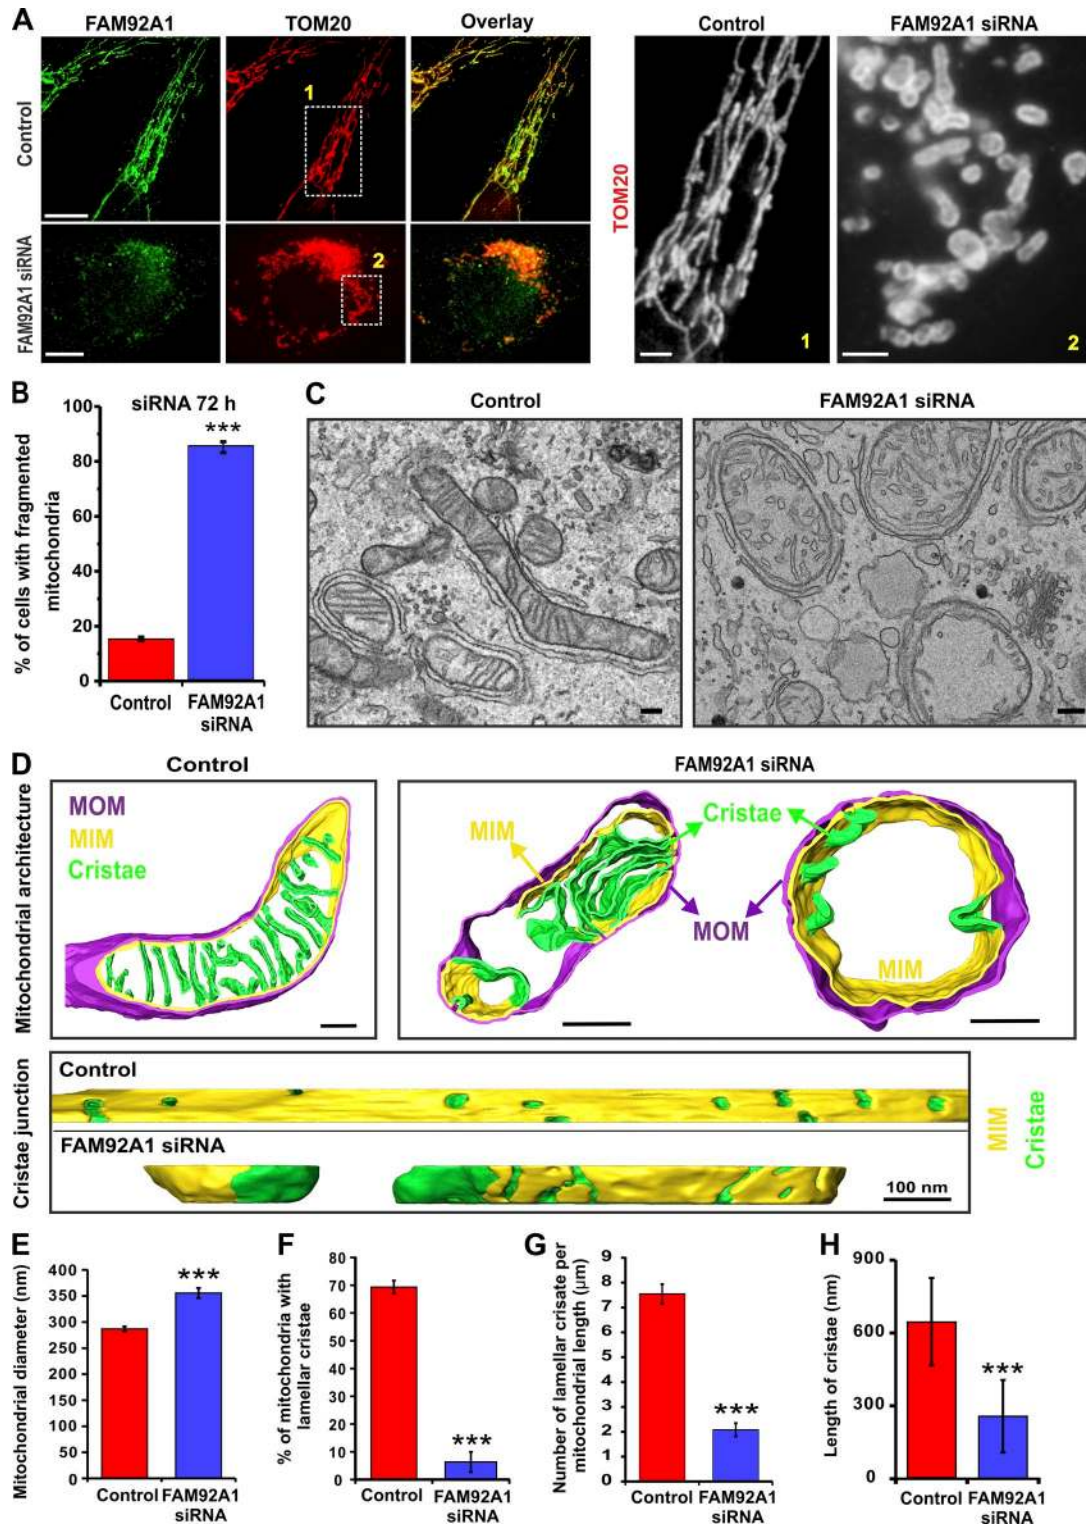 A
FAM92A1
TOM20
Overlay
Control
FAM92A1 siRNA
Control
FAM92A1 siRNA
1
2
TOM20
1
2
B
siRNA 72 h
% of cells with fragmented
mitochondria
100
80
60
40
20
0
***
Control
FAM92A1
siRNA
C
Control
FAM92A1 siRNA
D
Control
FAM92A1 siRNA
Mitochondrial architecture
MOM
MIM
Cristae
MIM
Cristae
MOM
MIM
Cristae junction
Control
FAM92A1 siRNA
100 nm
MIM
Cristae
E
Mitochondrial diameter (nm)
400
350
300
250
200
150
100
50
0
***
Control
FAM92A1
siRNA
F
% of mitochondria with
lamellar cristae
80
70
60
50
40
30
20
10
0
***
Control
FAM92A1
siRNA
G
Number of lamellar crisate per
mitochondrial length (μm)
9
8
7
6
5
4
3
2
1
0
***
Control
FAM92A1
siRNA
H
Length of cristae (nm)
900
600
300
0
***
Control
FAM92A1
siRNA